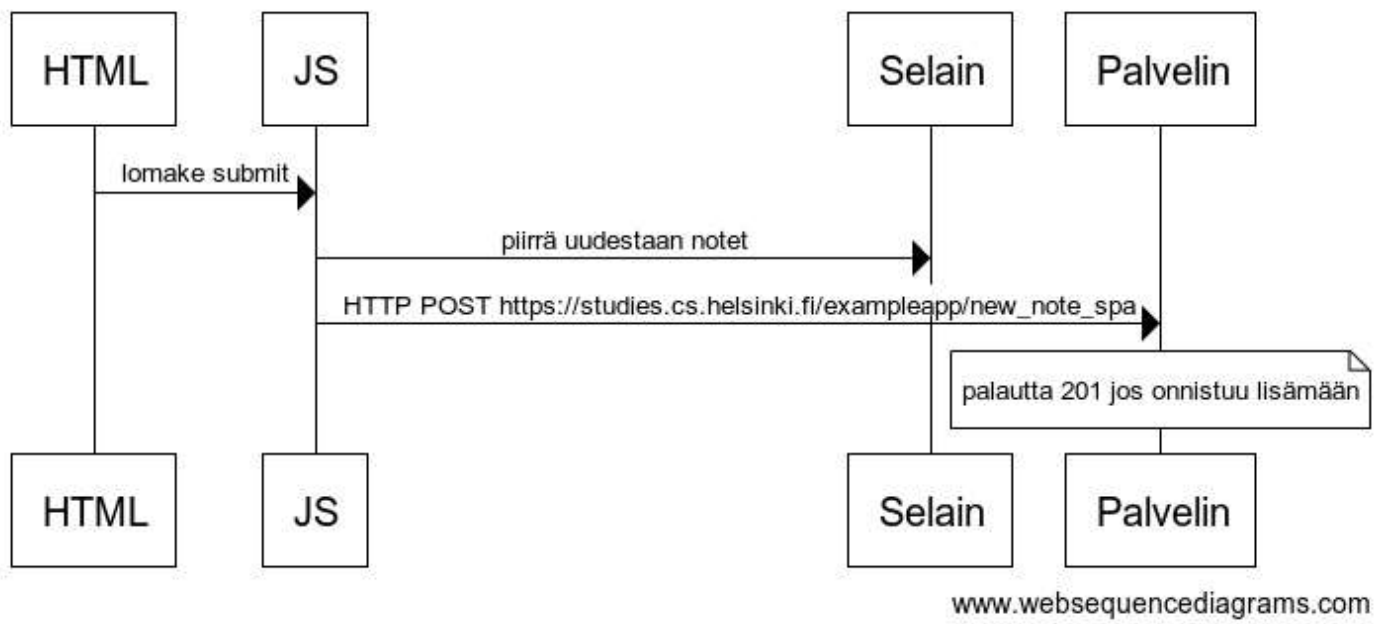 HTML
JS
Selain
Palvelin
lomake submit
piirrä uudestaan notet
HTTP POST https://studies.cs.helsinki.fi/exampleapp/new_note_spa
palautta 201 jos onnistuu lisämään
HTML
JS
Selain
Palvelin
www.websequencediagrams.com